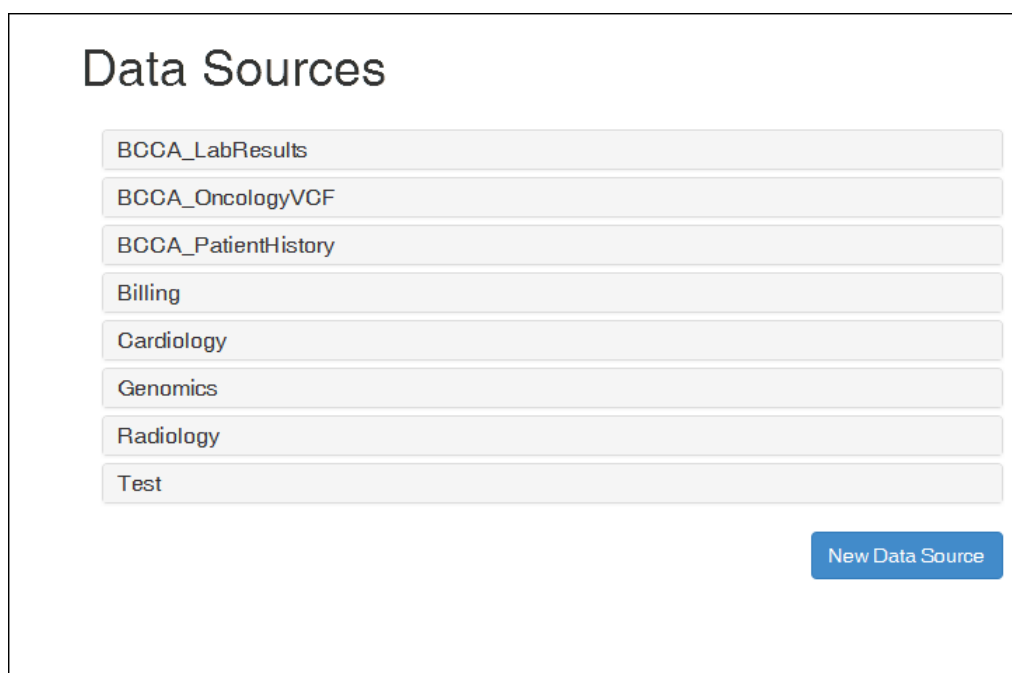 Data Sources
BCCA_LabResults
BCCA_OncologyVCF
BCCA_PatientHistory
Billing
Cardiology
Genomics
Radiology
Test
New Data Source